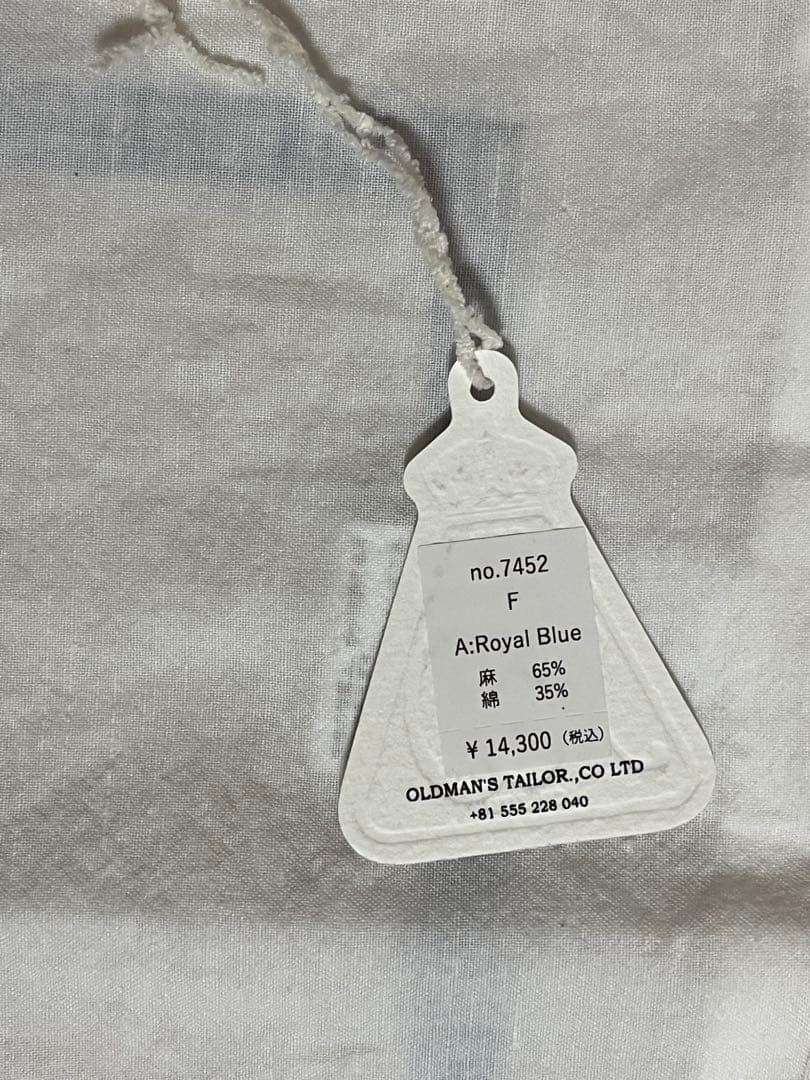 no.7452
F
A:Royal Blue
麻 65%
綿 35%
¥ 14,300 (税込)
OLDMAN'S TAILOR.,CO LTD
+81 555 228 040